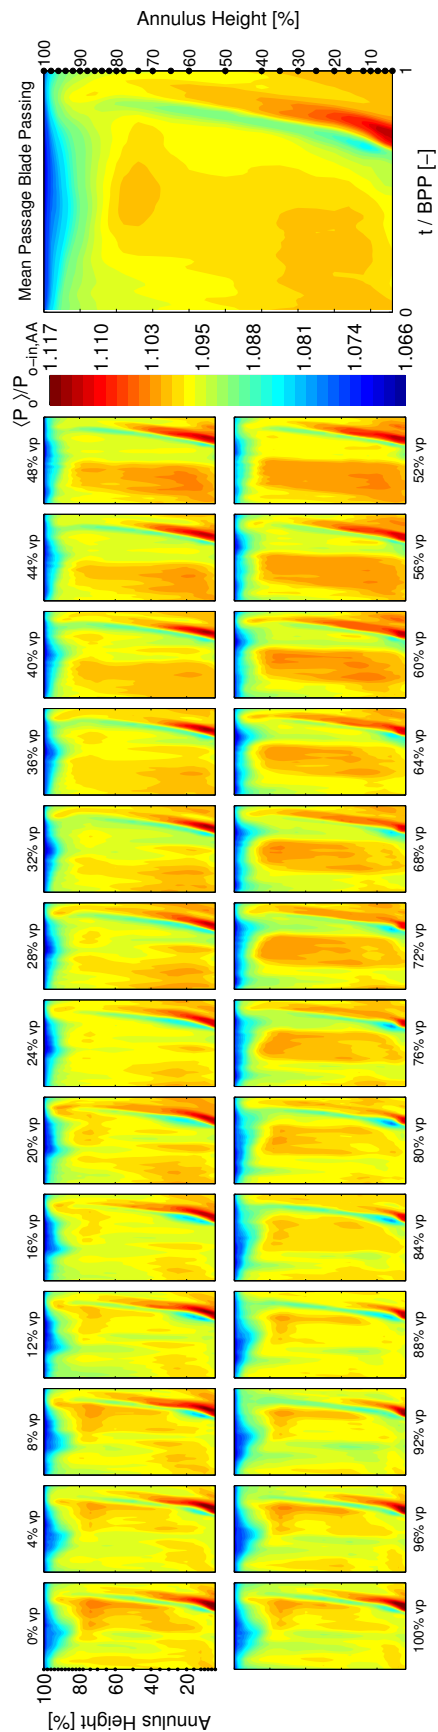 0% vp
4% vp
8% vp
12% vp
16% vp
20% vp
24% vp
28% vp
32% vp
36% vp
40% vp
44% vp
48% vp
100
80
60
40
20
Annulus Height [%]
100% vp
96% vp
92% vp
88% vp
84% vp
80% vp
76% vp
72% vp
68% vp
64% vp
60% vp
56% vp
52% vp
⟨P_o⟩/P_{o−in,AA}
1.117
1.110
1.103
1.095
1.088
1.081
1.074
1.066
Mean Passage Blade Passing
100
90
80
70
60
50
40
30
20
10
Annulus Height [%]
0
1
t / BPP [−]